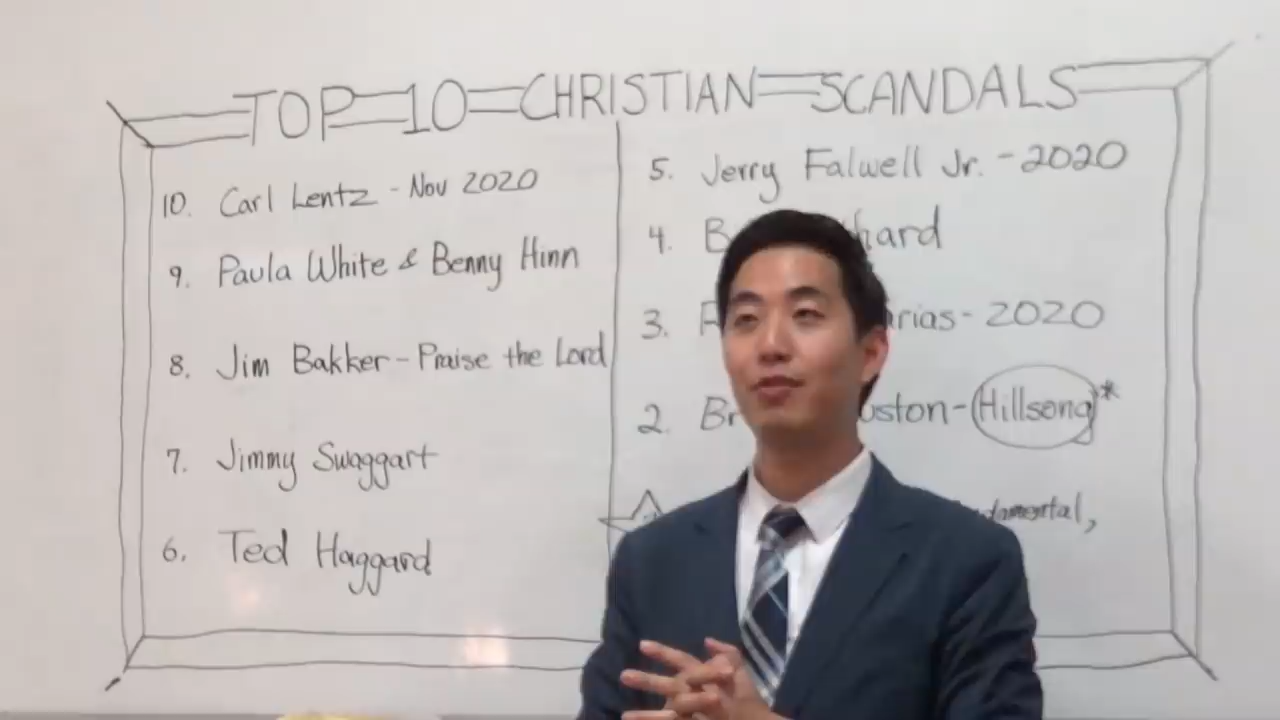 TOP 10 CHRISTIAN SCANDALS
10. Carl Lentz - Nov 2020
9. Paula White & Benny Hinn
8. Jim Bakker - Praise the Lord
7. Jimmy Swaggart
6. Ted Haggard
5. Jerry Falwell Jr. - 2020
4. B hard
3. arias - 2020
2. Br uston - Hillsong*
damental,